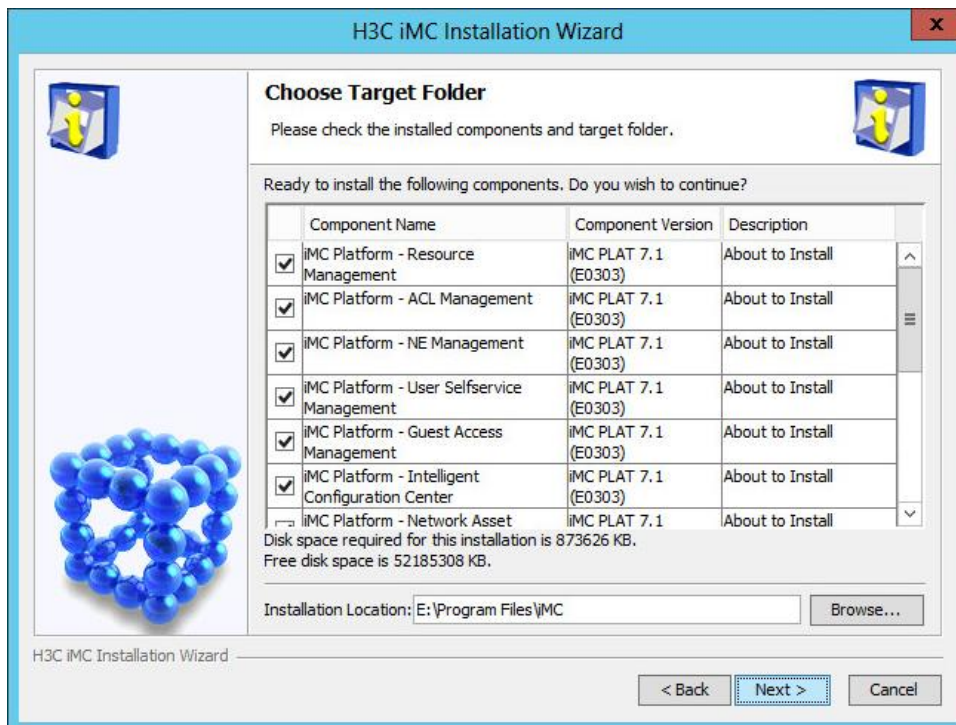 H3C iMC Installation Wizard
x
Choose Target Folder
Please check the installed components and target folder.
Ready to install the following components. Do you wish to continue?
Component Name Component Version Description
iMC Platform - Resource Management iMC PLAT 7.1 (E0303) About to Install
iMC Platform - ACL Management iMC PLAT 7.1 (E0303) About to Install
iMC Platform - NE Management iMC PLAT 7.1 (E0303) About to Install
iMC Platform - User Selfservice Management iMC PLAT 7.1 (E0303) About to Install
iMC Platform - Guest Access Management iMC PLAT 7.1 (E0303) About to Install
iMC Platform - Intelligent Configuration Center iMC PLAT 7.1 (E0303) About to Install
iMC Platform - Network Asset iMC PLAT 7.1 About to Install
Disk space required for this installation is 873626 KB.
Free disk space is 52185308 KB.
Installation Location: E:\Program Files\iMC Browse...
H3C iMC Installation Wizard
< Back Next > Cancel